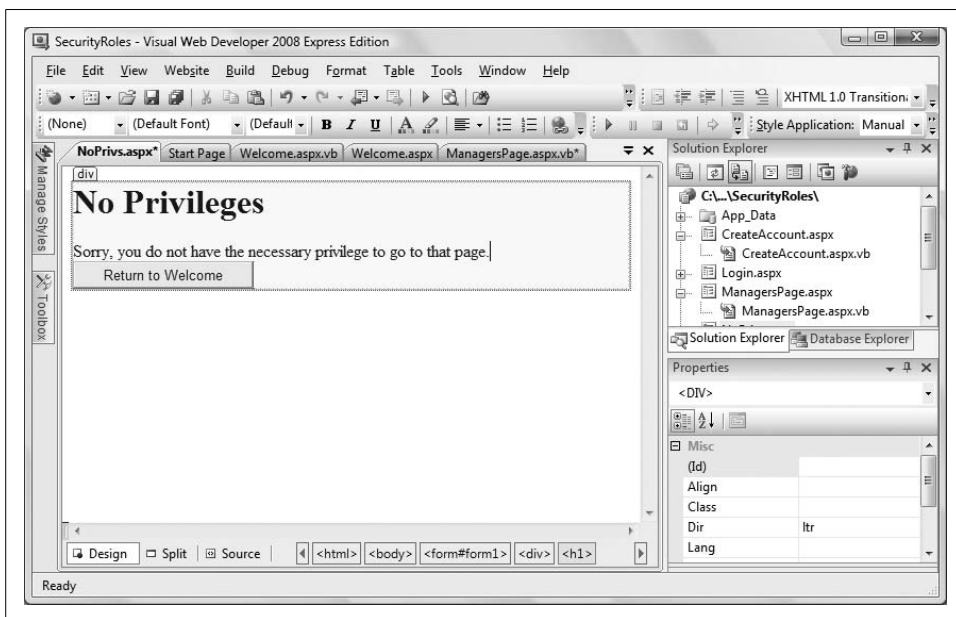 SecurityRoles - Visual Web Developer 2008 Express Edition
File Edit View Website Build Debug Format Table Tools Window Help
XHTML 1.0 Transition
(None) (Default Font) (Default B I U A Style Application: Manual
NoPrivs.aspx* Start Page Welcome.aspx.vb Welcome.aspx ManagersPage.aspx.vb*
Manage Styles
Toolbox
div
No Privileges
Sorry, you do not have the necessary privilege to go to that page.
Return to Welcome
Design Split Source <html> <body> <form#form1> <div> <h1>
Solution Explorer
C:\...\SecurityRoles\
App_Data
CreateAccount.aspx
CreateAccount.aspx.vb
Login.aspx
ManagersPage.aspx
ManagersPage.aspx.vb
Solution Explorer Database Explorer
Properties
<DIV>
Misc
(Id)
Align
Class
Dir ltr
Lang
Ready